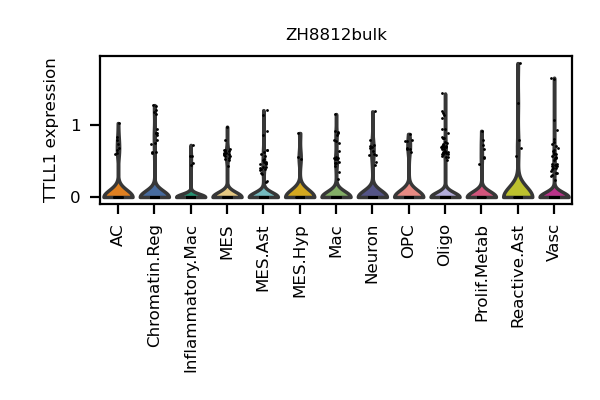 ZH8812bulk
TTLL1 expression
1
0
AC
Chromatin.Reg
Inflammatory.Mac
MES
MES.Ast
MES.Hyp
Mac
Neuron
OPC
Oligo
Prolif.Metab
Reactive.Ast
Vasc